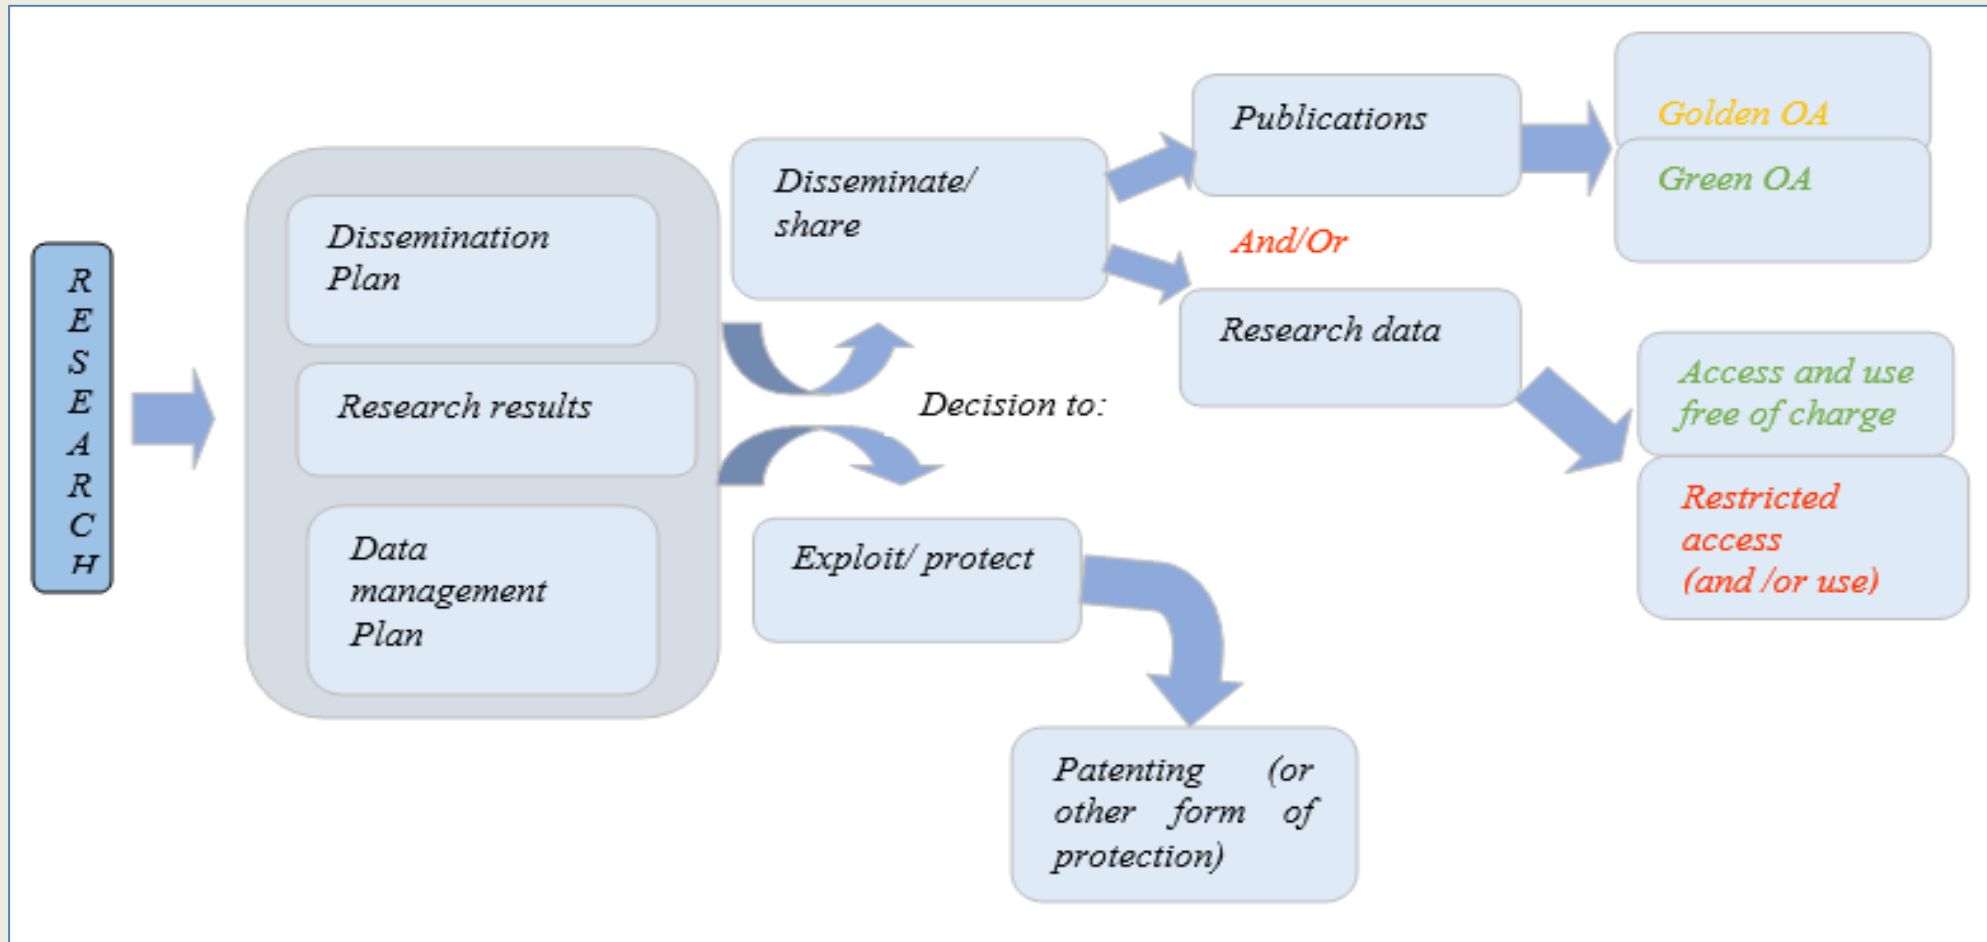 R
E
S
E
A
R
C
H
Dissemination
Plan
Research results
Data
management
Plan
Disseminate/
share
Decision to:
Exploit/ protect
Patenting (or
other form of
protection)
Publications
And/Or
Research data
Golden OA
Green OA
Access and use
free of charge
Restricted
access
(and /or use)